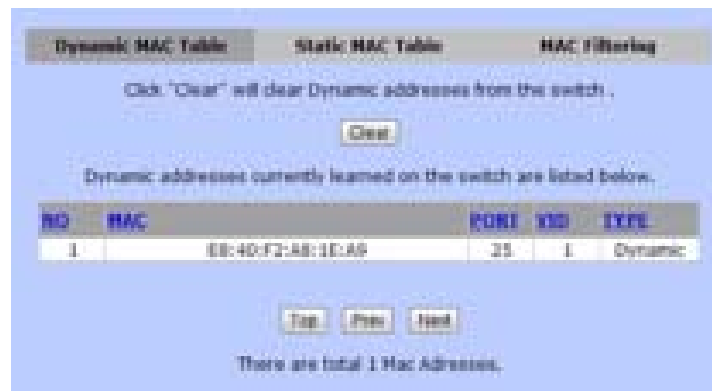 Dynamic MAC Table Static MAC Table MAC Filtering
Click "Clear" will clear Dynamic addresses from the switch .
Clear
Dynamic addresses currently learned on the switch are listed below.
NO MAC PORT VID TYPE
1 E8:4D:F2:A8:1E:A9 25 1 Dynamic
Top Prev Next
There are total 1 Mac Adresses.